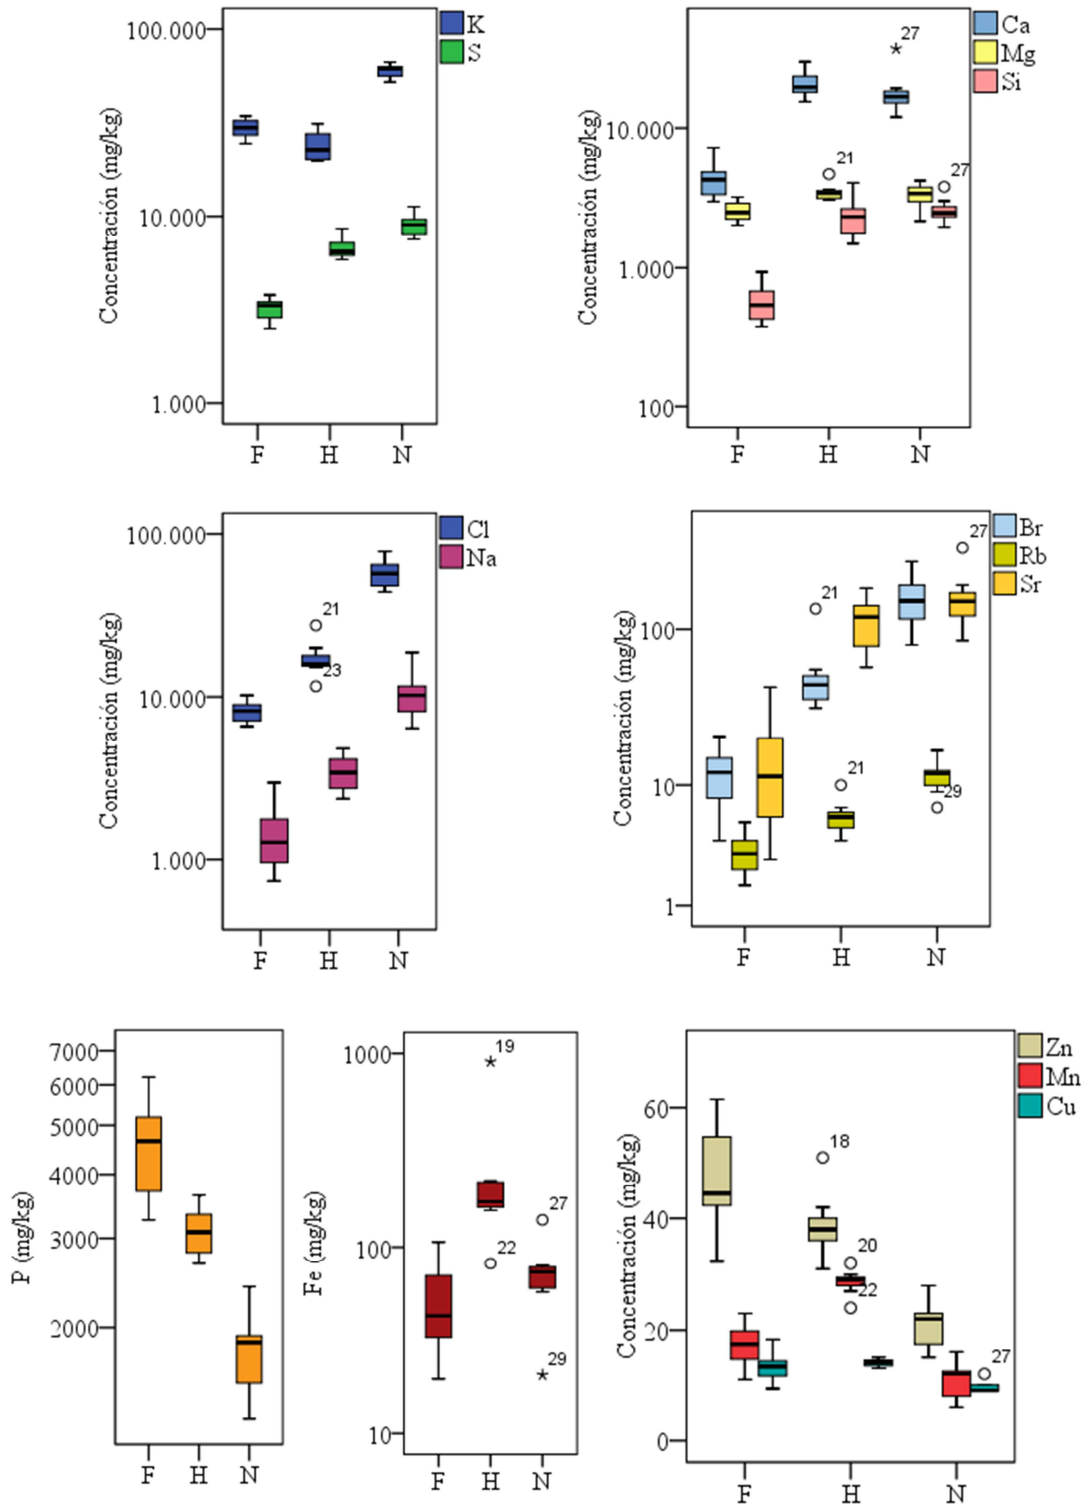 100.000
10.000
1.000
Concentración (mg/kg)
F H N
K
S
10.000
1.000
100
Concentración (mg/kg)
27
21
27
F H N
Ca
Mg
Si
100.000
10.000
1.000
Concentración (mg/kg)
21
23
F H N
Cl
Na
100
10
1
Concentración (mg/kg)
27
21
21
29
F H N
Br
Rb
Sr
7000
6000
5000
4000
3000
2000
P (mg/kg)
F H N
1000
100
10
Fe (mg/kg)
19
27
22
29
F H N
60
40
20
0
Concentración (mg/kg)
18
20
22
27
F H N
Zn
Mn
Cu